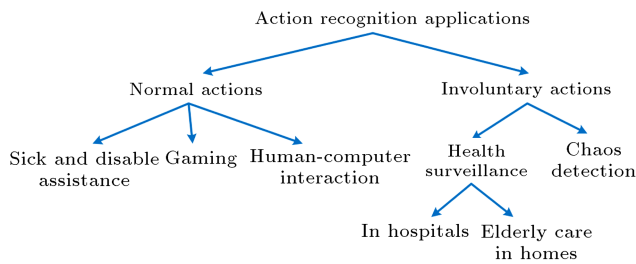 Action recognition applications
Normal actions
Involuntary actions
Sick and disable
assistance
Gaming
Human-computer
interaction
Health
surveillance
Chaos
detection
In hospitals
Elderly care
in homes